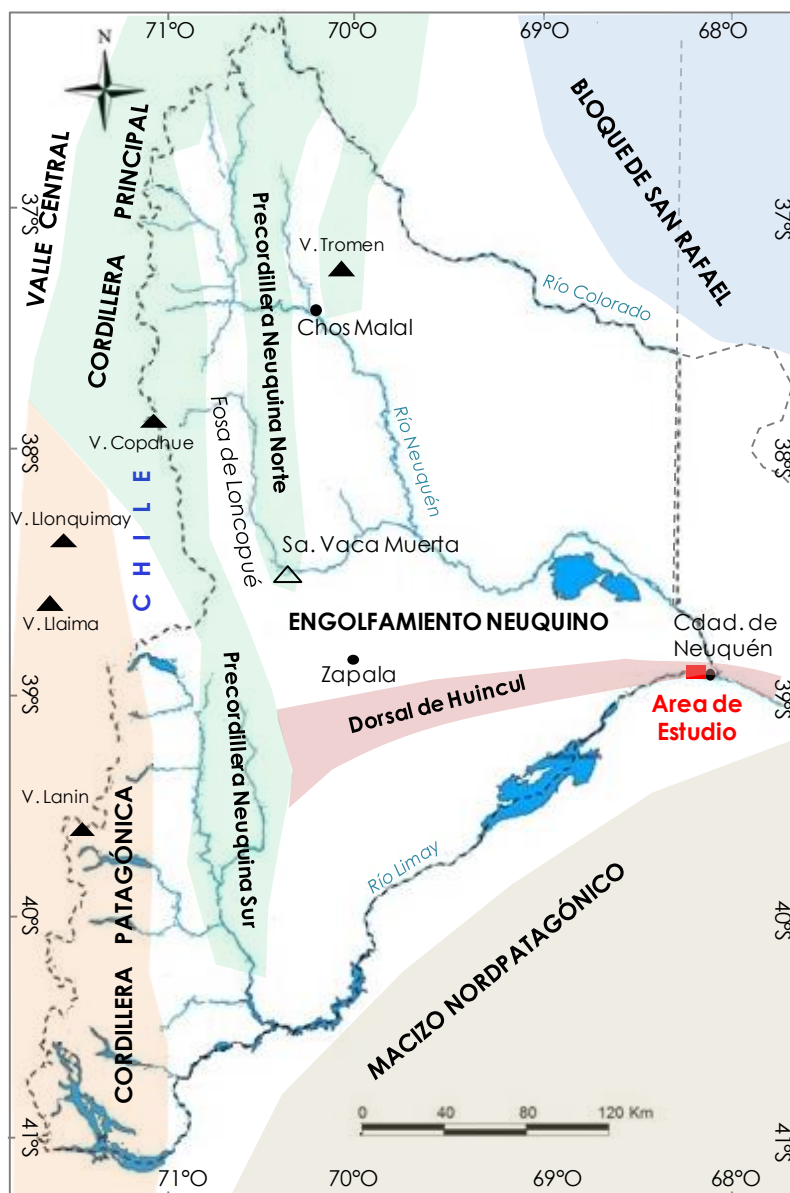 71°O
70°O
69°O
68°O
N
VALLE CENTRAL
CORDILLERA PRINCIPAL
BLOQUE DE SAN RAFAEL
37°S
37°S
Precordillera Neuquina Norte
V. Tromen
Río Colorado
Chos Malal
Fosa de Loncopué
Río Neuquén
V. Copahue
38°S
38°S
CHILE
V. Llonquimay
Sa. Vaca Muerta
V. Llaima
ENGOLFAMIENTO NEUQUINO
Cdad. de
Neuquén
Zapala
39°S
39°S
Dorsal de Huincul
Area de
Estudio
Precordillera Neuquina Sur
V. Lanin
CORDILLERA PATAGÓNICA
Río Limay
40°S
40°S
MACIZO NORDPATAGÓNICO
0 40 80 120 Km
41°S
41°S
71°O
70°O
69°O
68°O